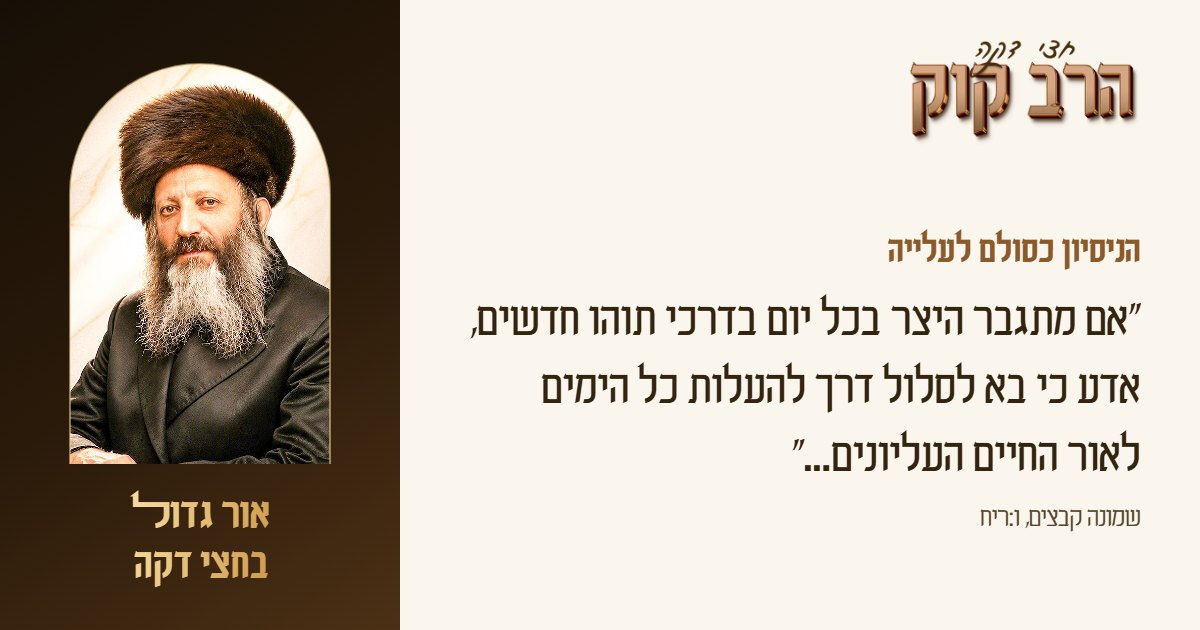 חצי דקה
הרב קוק
הניסיון כסולם לעלייה
"אם מתגבר היצר בכל יום בדרכי תוהו חדשים,
אדע כי בא לסלול דרך להעלות כל הימים
לאור החיים העליונים..."
שמונה קבצים, ו:ריח
אור גדול
בחצי דקה